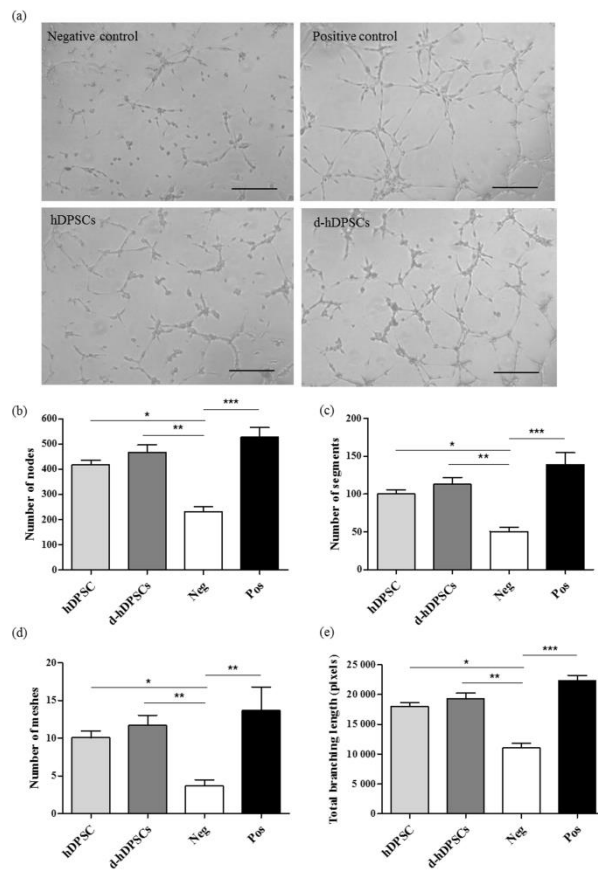 (a)
Negative control
Positive control
hDPSCs
d-hDPSCs
(b)
Number of nodes
600
500
400
300
200
100
0
*
**
***
hDPSC
d-hDPSCs
Neg
Pos
(c)
Number of segments
200
150
100
50
0
*
**
***
hDPSC
d-hDPSCs
Neg
Pos
(d)
Number of meshes
20
15
10
5
0
*
**
**
hDPSC
d-hDPSCs
Neg
Pos
(e)
Total branching length (pixels)
25 000
20 000
15 000
10 000
5 000
0
*
**
***
hDPSC
d-hDPSCs
Neg
Pos